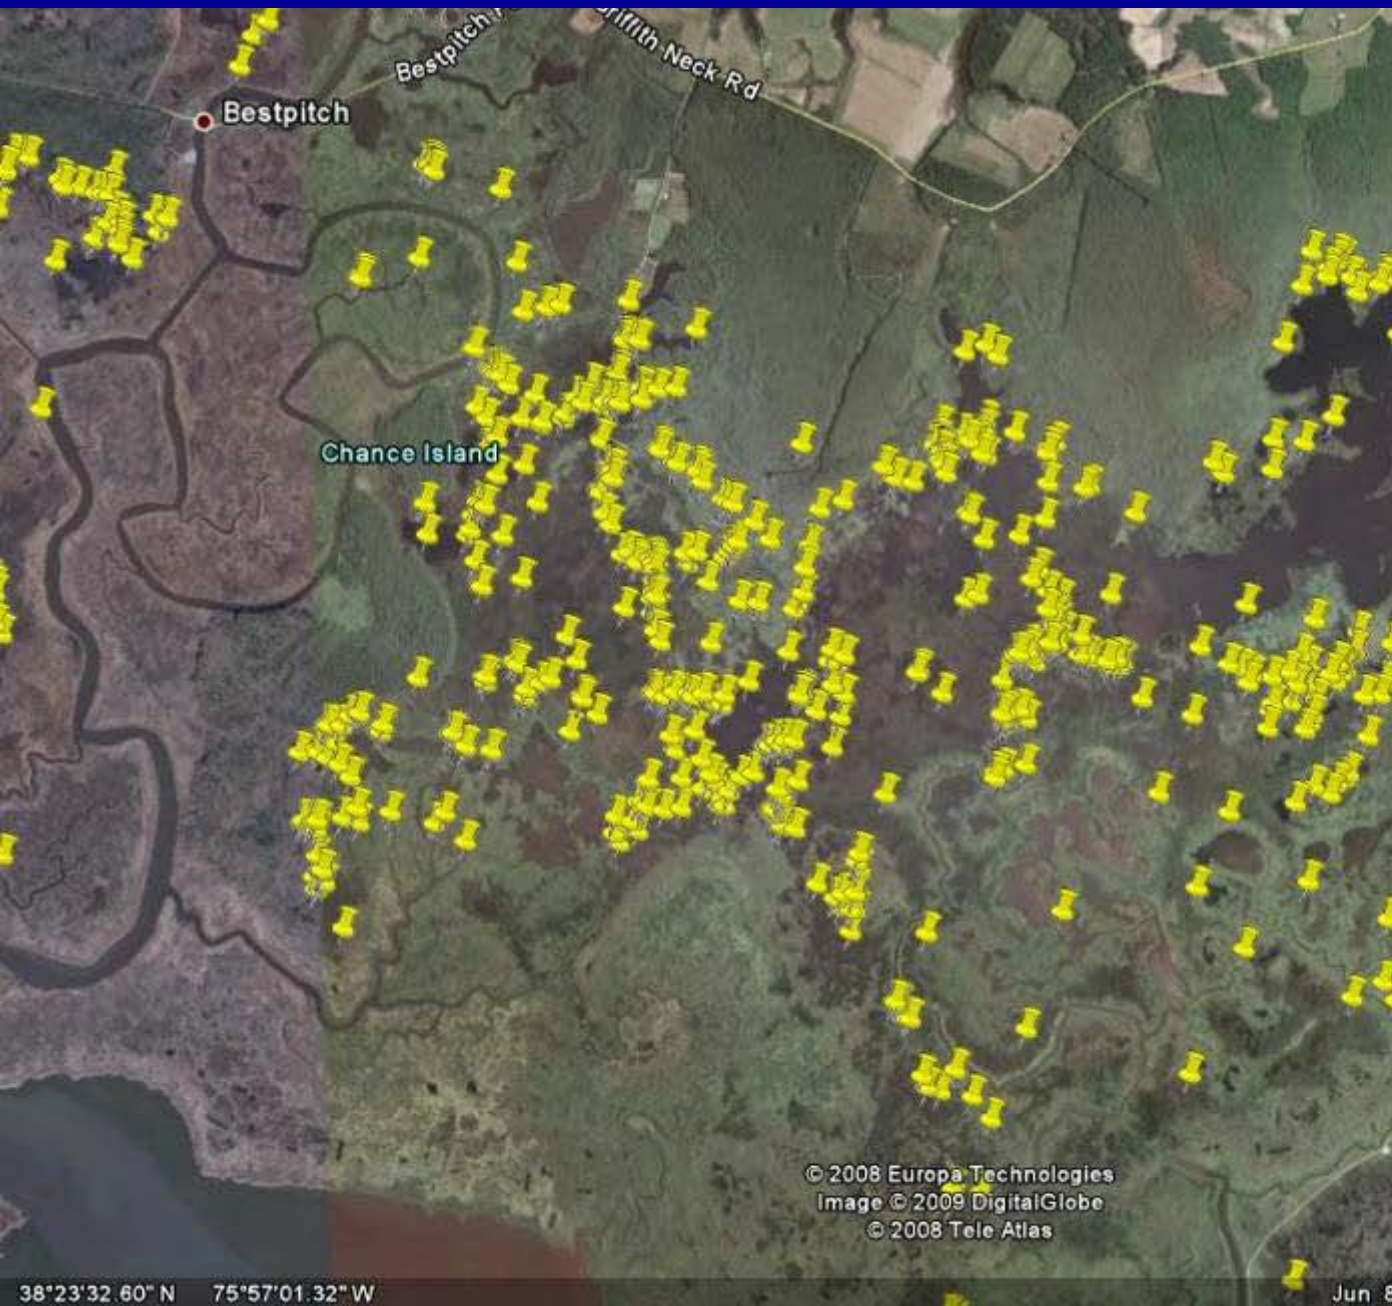 Bestpitch
Griffith Neck Rd
Bestpitch
Chance Island
© 2008 Europa Technologies
Image © 2009 DigitalGlobe
© 2008 Tele Atlas
38°23'32.60" N 75°57'01.32" W
Jun